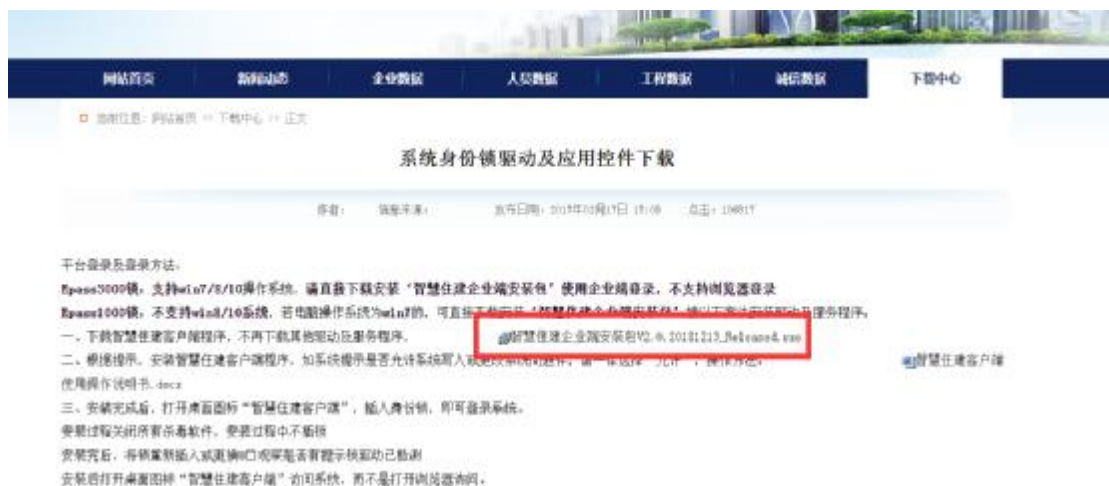 网站首页 新闻动态 企业数据 人员数据 工程数据 诚信数据 下载中心
当前位置：网站首页 >> 下载中心 >> 正文
系统身份锁驱动及应用控件下载
作者： 信息来源： 发布日期： 点击：
平台登录及登录方法：
Epass3000锁：支持win7/8/10操作系统，请直接下载安装“智慧住建企业端安装包”使用企业端登录，不支持浏览器登录
Epass1000锁：不支持win8/10系统，若电脑操作系统为win7的，可直接下载安装“智慧住建企业端安装包”
一、下载智慧住建客户端程序，不再下载其他驱动及服务程序。 智慧住建企业端安装包V2.0.20181213_Released.exe
二、根据提示，安装智慧住建客户端程序，如系统提示是否允许系统写入 智慧住建客户端
使用操作说明书.docx
三、安装完成后，打开桌面图标“智慧住建客户端”，插入身份锁，即可登录系统。
安装过程关闭所有杀毒软件，安装过程中不插锁
安装完后，将锁重新插入或更换
安装后打开桌面图标“智慧住建客户端”访问系统，而不是打开浏览器访问。